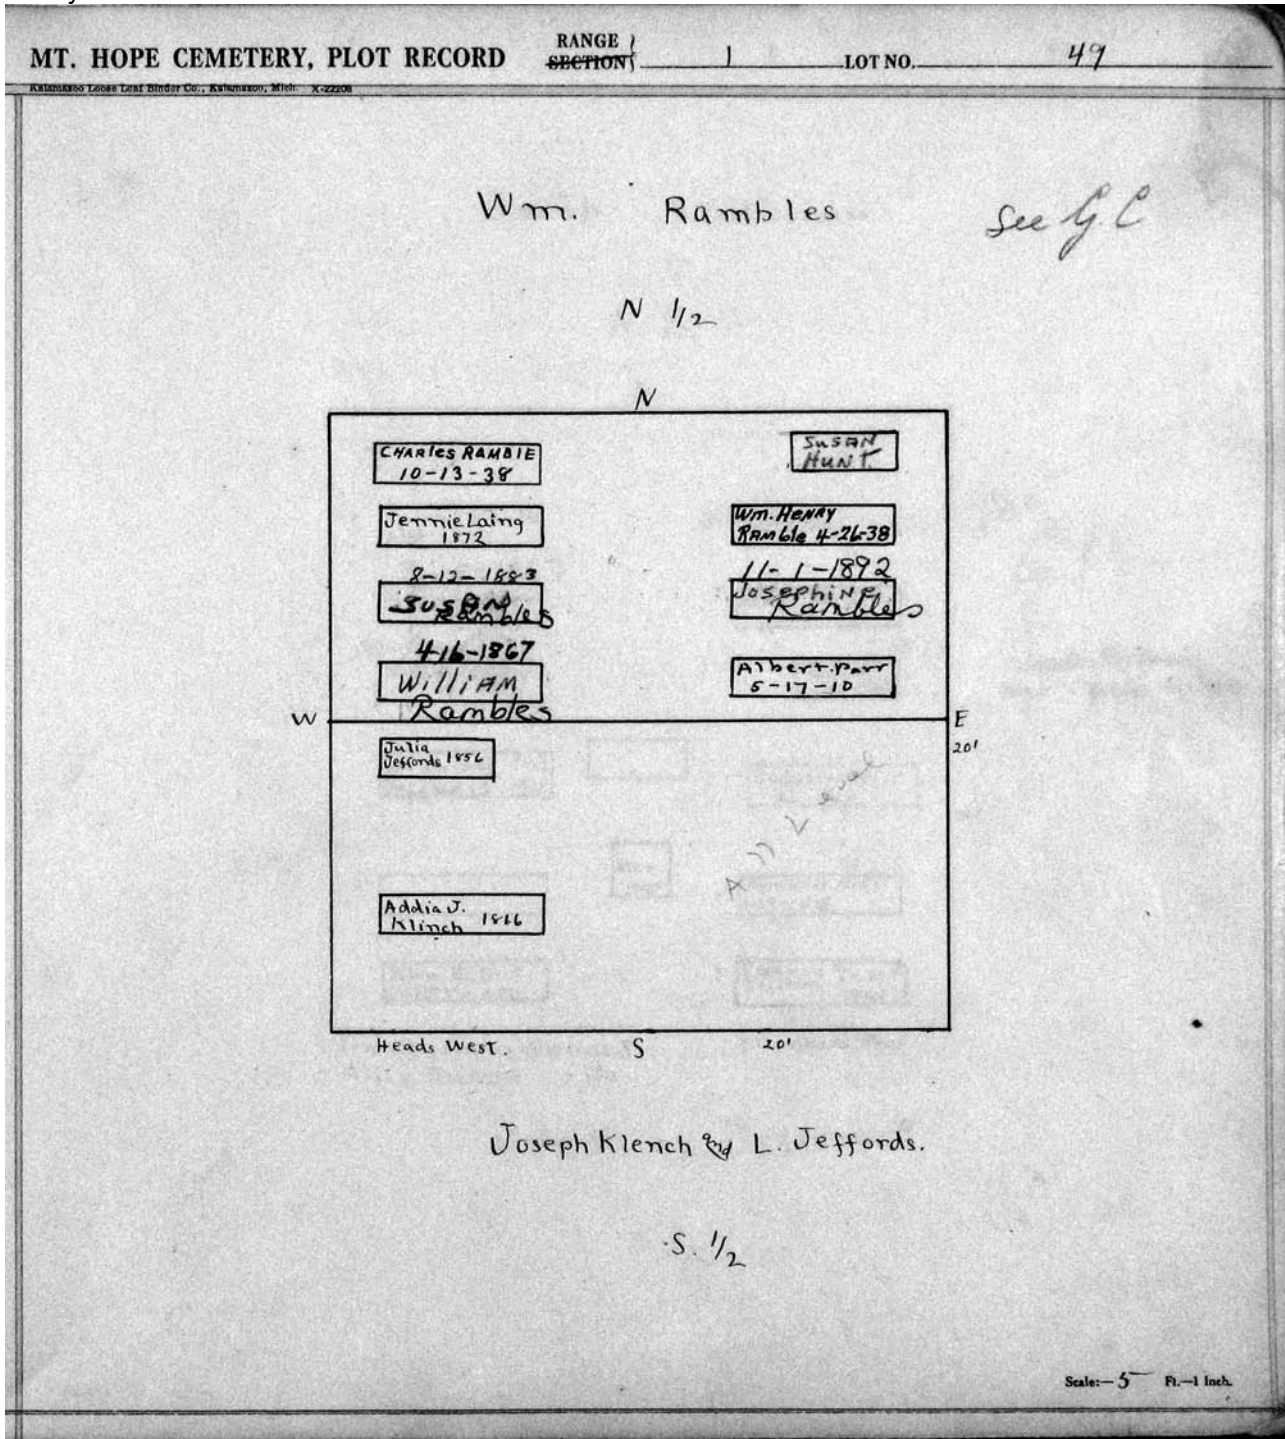 MT. HOPE CEMETERY, PLOT RECORD
RANGE
SECTION
1
LOT NO. 49
Kalamazoo Loose Leaf Binder Co., Kalamazoo, Mich. X-22208
Wm. Rambles
See G. C
N 1/2
N
CHARles RAMBlE
10-13-38
SUSAN
HUNT.
Jennie Laing
1872
Wm. HENRY
RAMble 4-26-38
8-12-1883
SUSAN
Rambles
11-1-1892
JOSEPHINE
Rambles
4-16-1867
WilliAM
Rambles
Albert. Parr
5-17-10
W
E
20'
Julia
Jeffords 1856
All Level
Addia J.
Klinch 1866
Heads West.
S
20'
Joseph Klench and L. Jeffords.
S. 1/2
Scale:—5 Ft.—1 Inch.